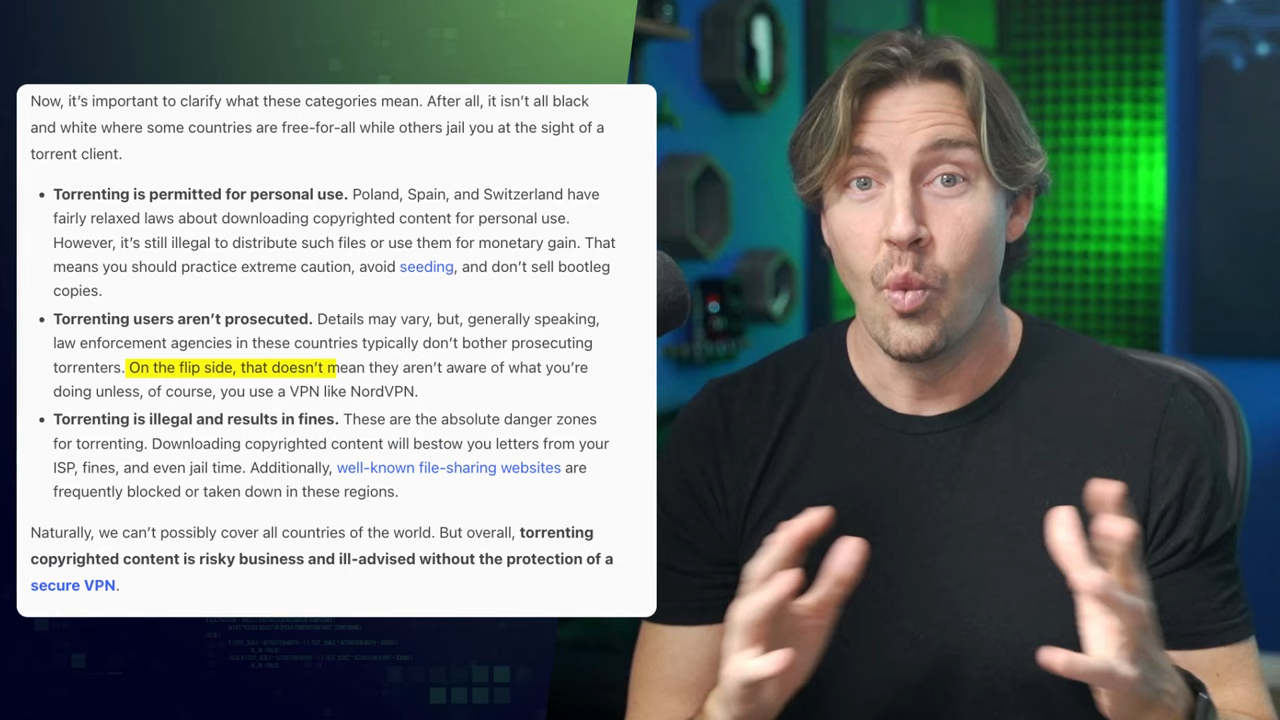 Now, it's important to clarify what these categories mean. After all, it isn't all black
and white where some countries are free-for-all while others jail you at the sight of a
torrent client.
• Torrenting is permitted for personal use. Poland, Spain, and Switzerland have
fairly relaxed laws about downloading copyrighted content for personal use.
However, it's still illegal to distribute such files or use them for monetary gain. That
means you should practice extreme caution, avoid seeding, and don't sell bootleg
copies.
• Torrenting users aren't prosecuted. Details may vary, but, generally speaking,
law enforcement agencies in these countries typically don't bother prosecuting
torrenters. On the flip side, that doesn't mean they aren't aware of what you're
doing unless, of course, you use a VPN like NordVPN.
• Torrenting is illegal and results in fines. These are the absolute danger zones
for torrenting. Downloading copyrighted content will bestow you letters from your
ISP, fines, and even jail time. Additionally, well-known file-sharing websites are
frequently blocked or taken down in these regions.
Naturally, we can't possibly cover all countries of the world. But overall, torrenting
copyrighted content is risky business and ill-advised without the protection of a
secure VPN.